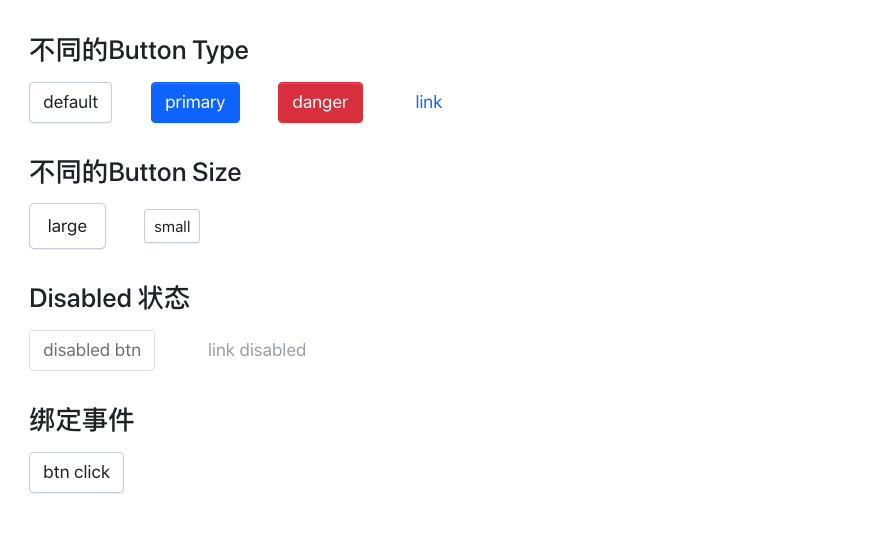 不同的Button Type
default primary danger link
不同的Button Size
large small
Disabled 状态
disabled btn link disabled
绑定事件
btn click